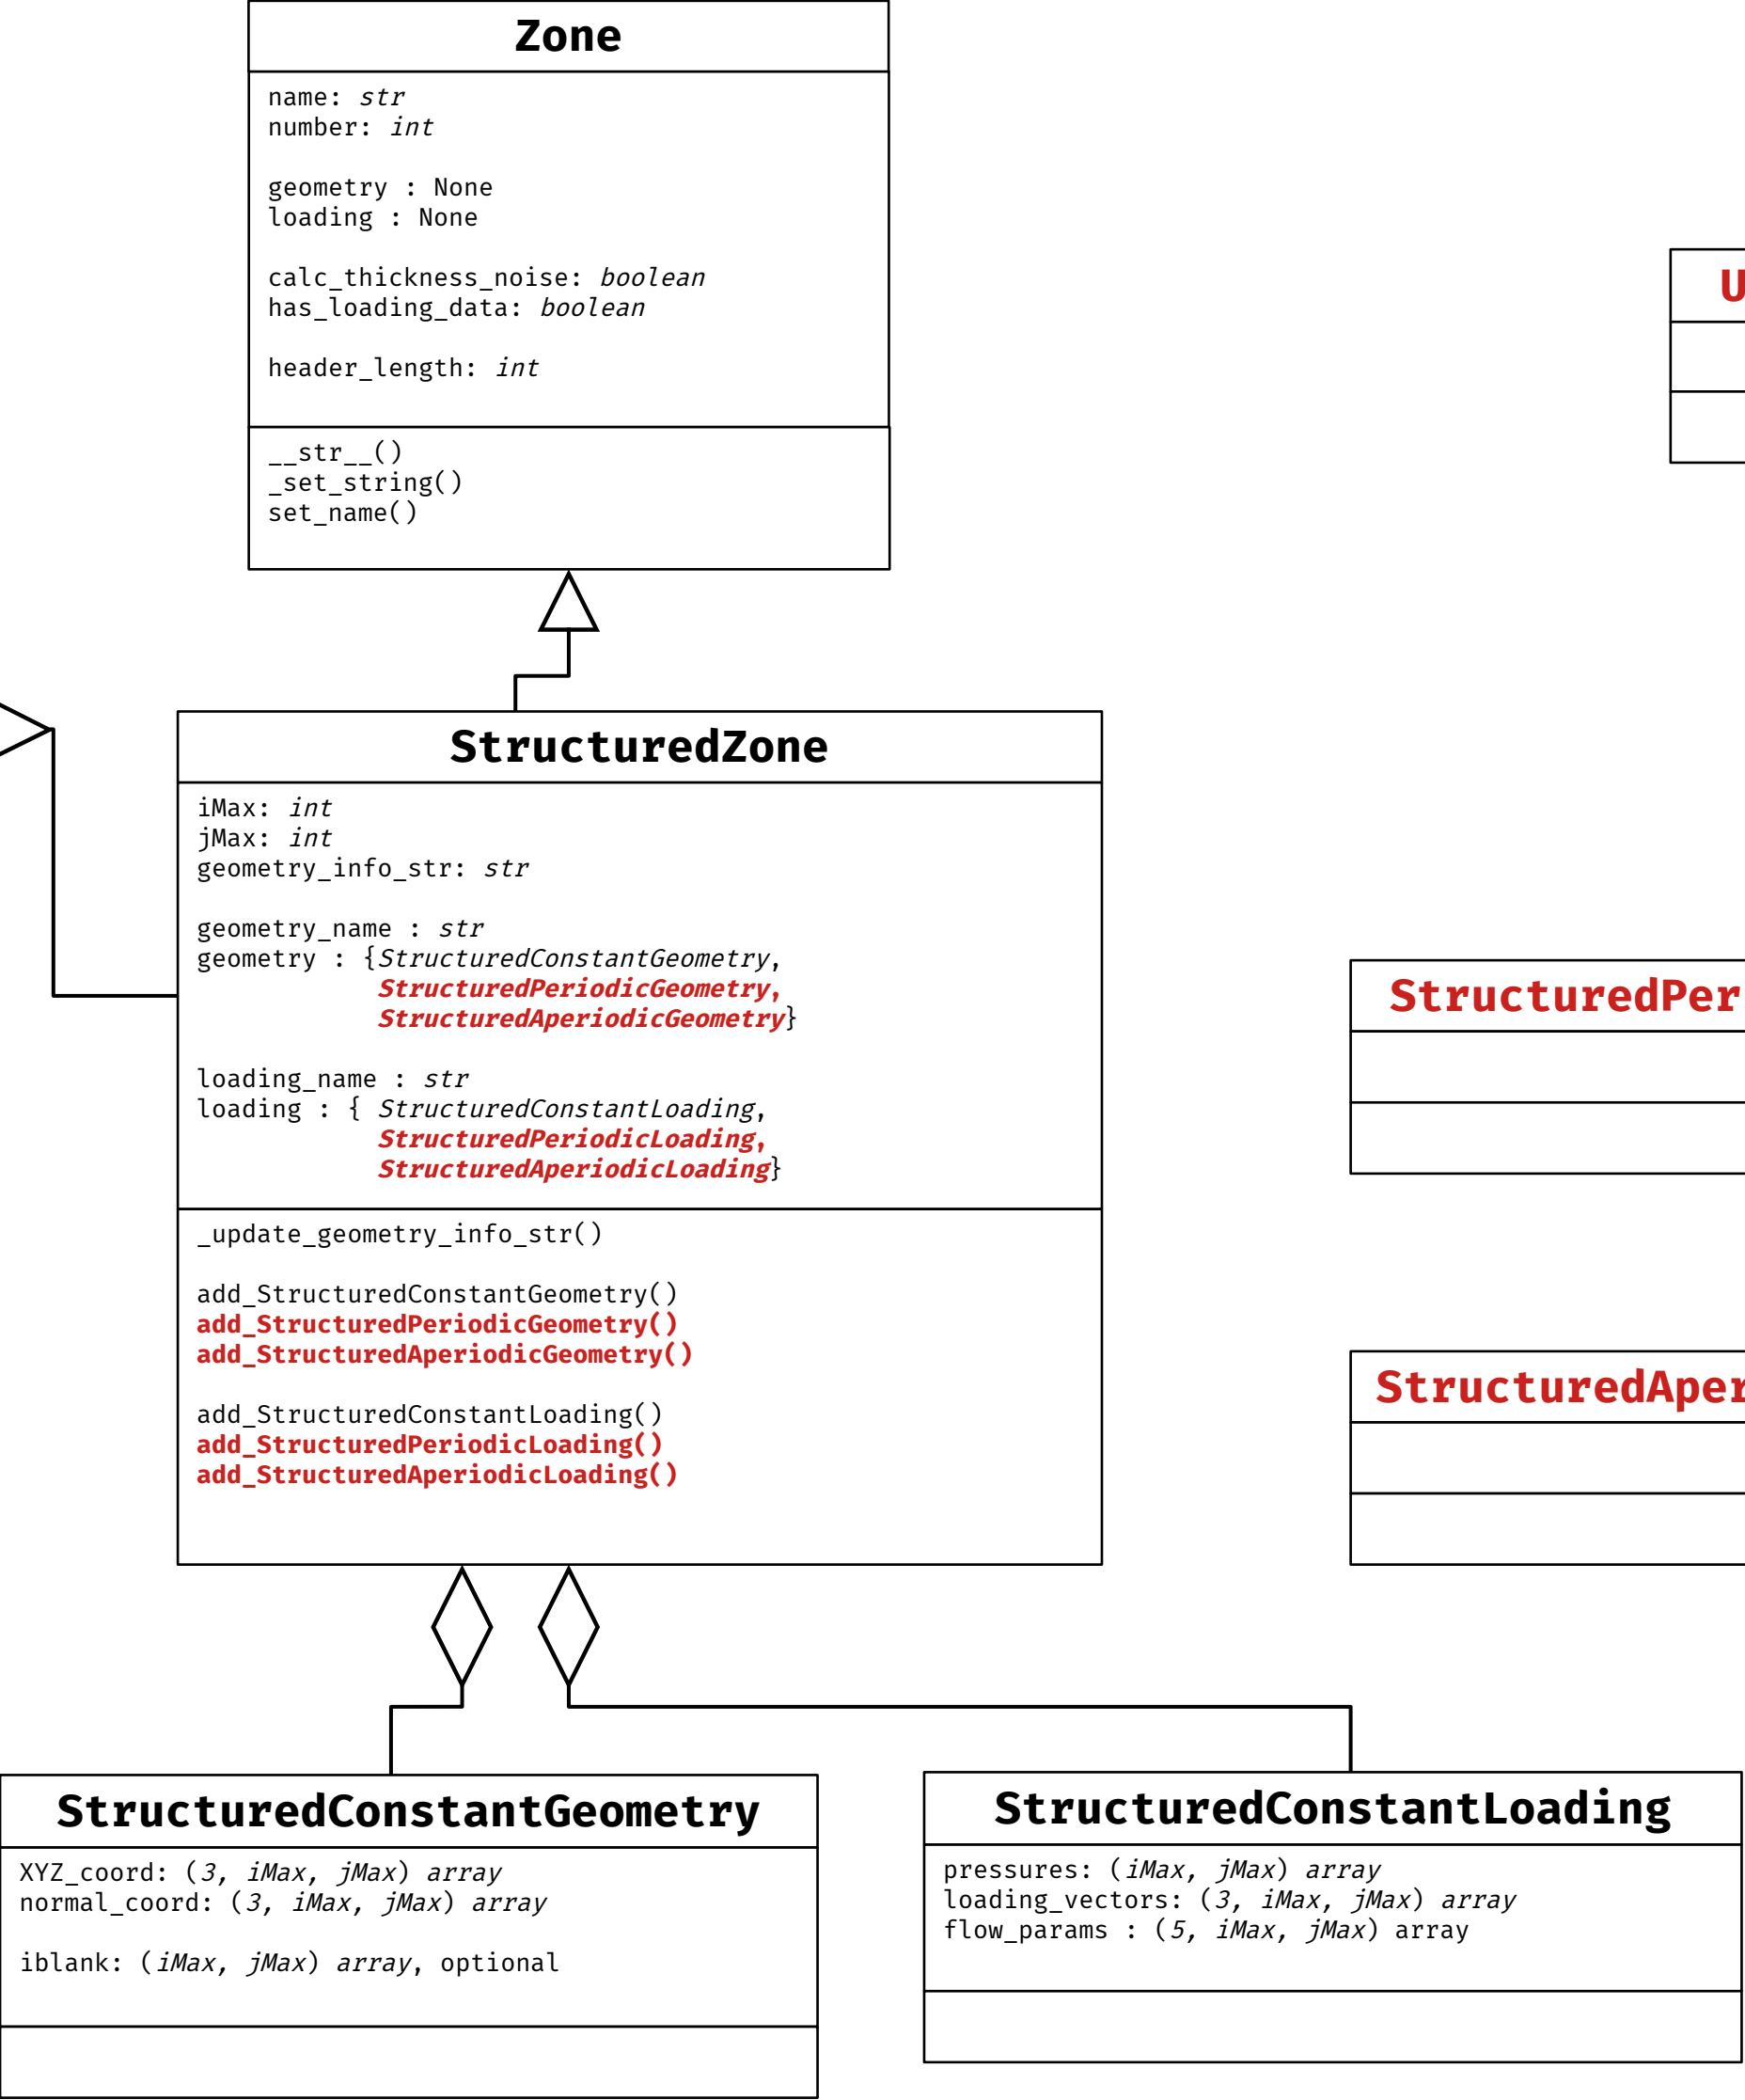 Zone
name: str
number: int
geometry : None
loading : None
calc_thickness_noise: boolean
has_loading_data: boolean
header_length: int
__str__()
_set_string()
set_name()
U
StructuredZone
iMax: int
jMax: int
geometry_info_str: str
geometry_name : str
geometry : {StructuredConstantGeometry,
StructuredPeriodicGeometry,
StructuredAperiodicGeometry}
loading_name : str
loading : { StructuredConstantLoading,
StructuredPeriodicLoading,
StructuredAperiodicLoading}
_update_geometry_info_str()
add_StructuredConstantGeometry()
add_StructuredPeriodicGeometry()
add_StructuredAperiodicGeometry()
add_StructuredConstantLoading()
add_StructuredPeriodicLoading()
add_StructuredAperiodicLoading()
StructuredPer
StructuredAper
StructuredConstantGeometry
XYZ_coord: (3, iMax, jMax) array
normal_coord: (3, iMax, jMax) array
iblank: (iMax, jMax) array, optional
StructuredConstantLoading
pressures: (iMax, jMax) array
loading_vectors: (3, iMax, jMax) array
flow_params : (5, iMax, jMax) array